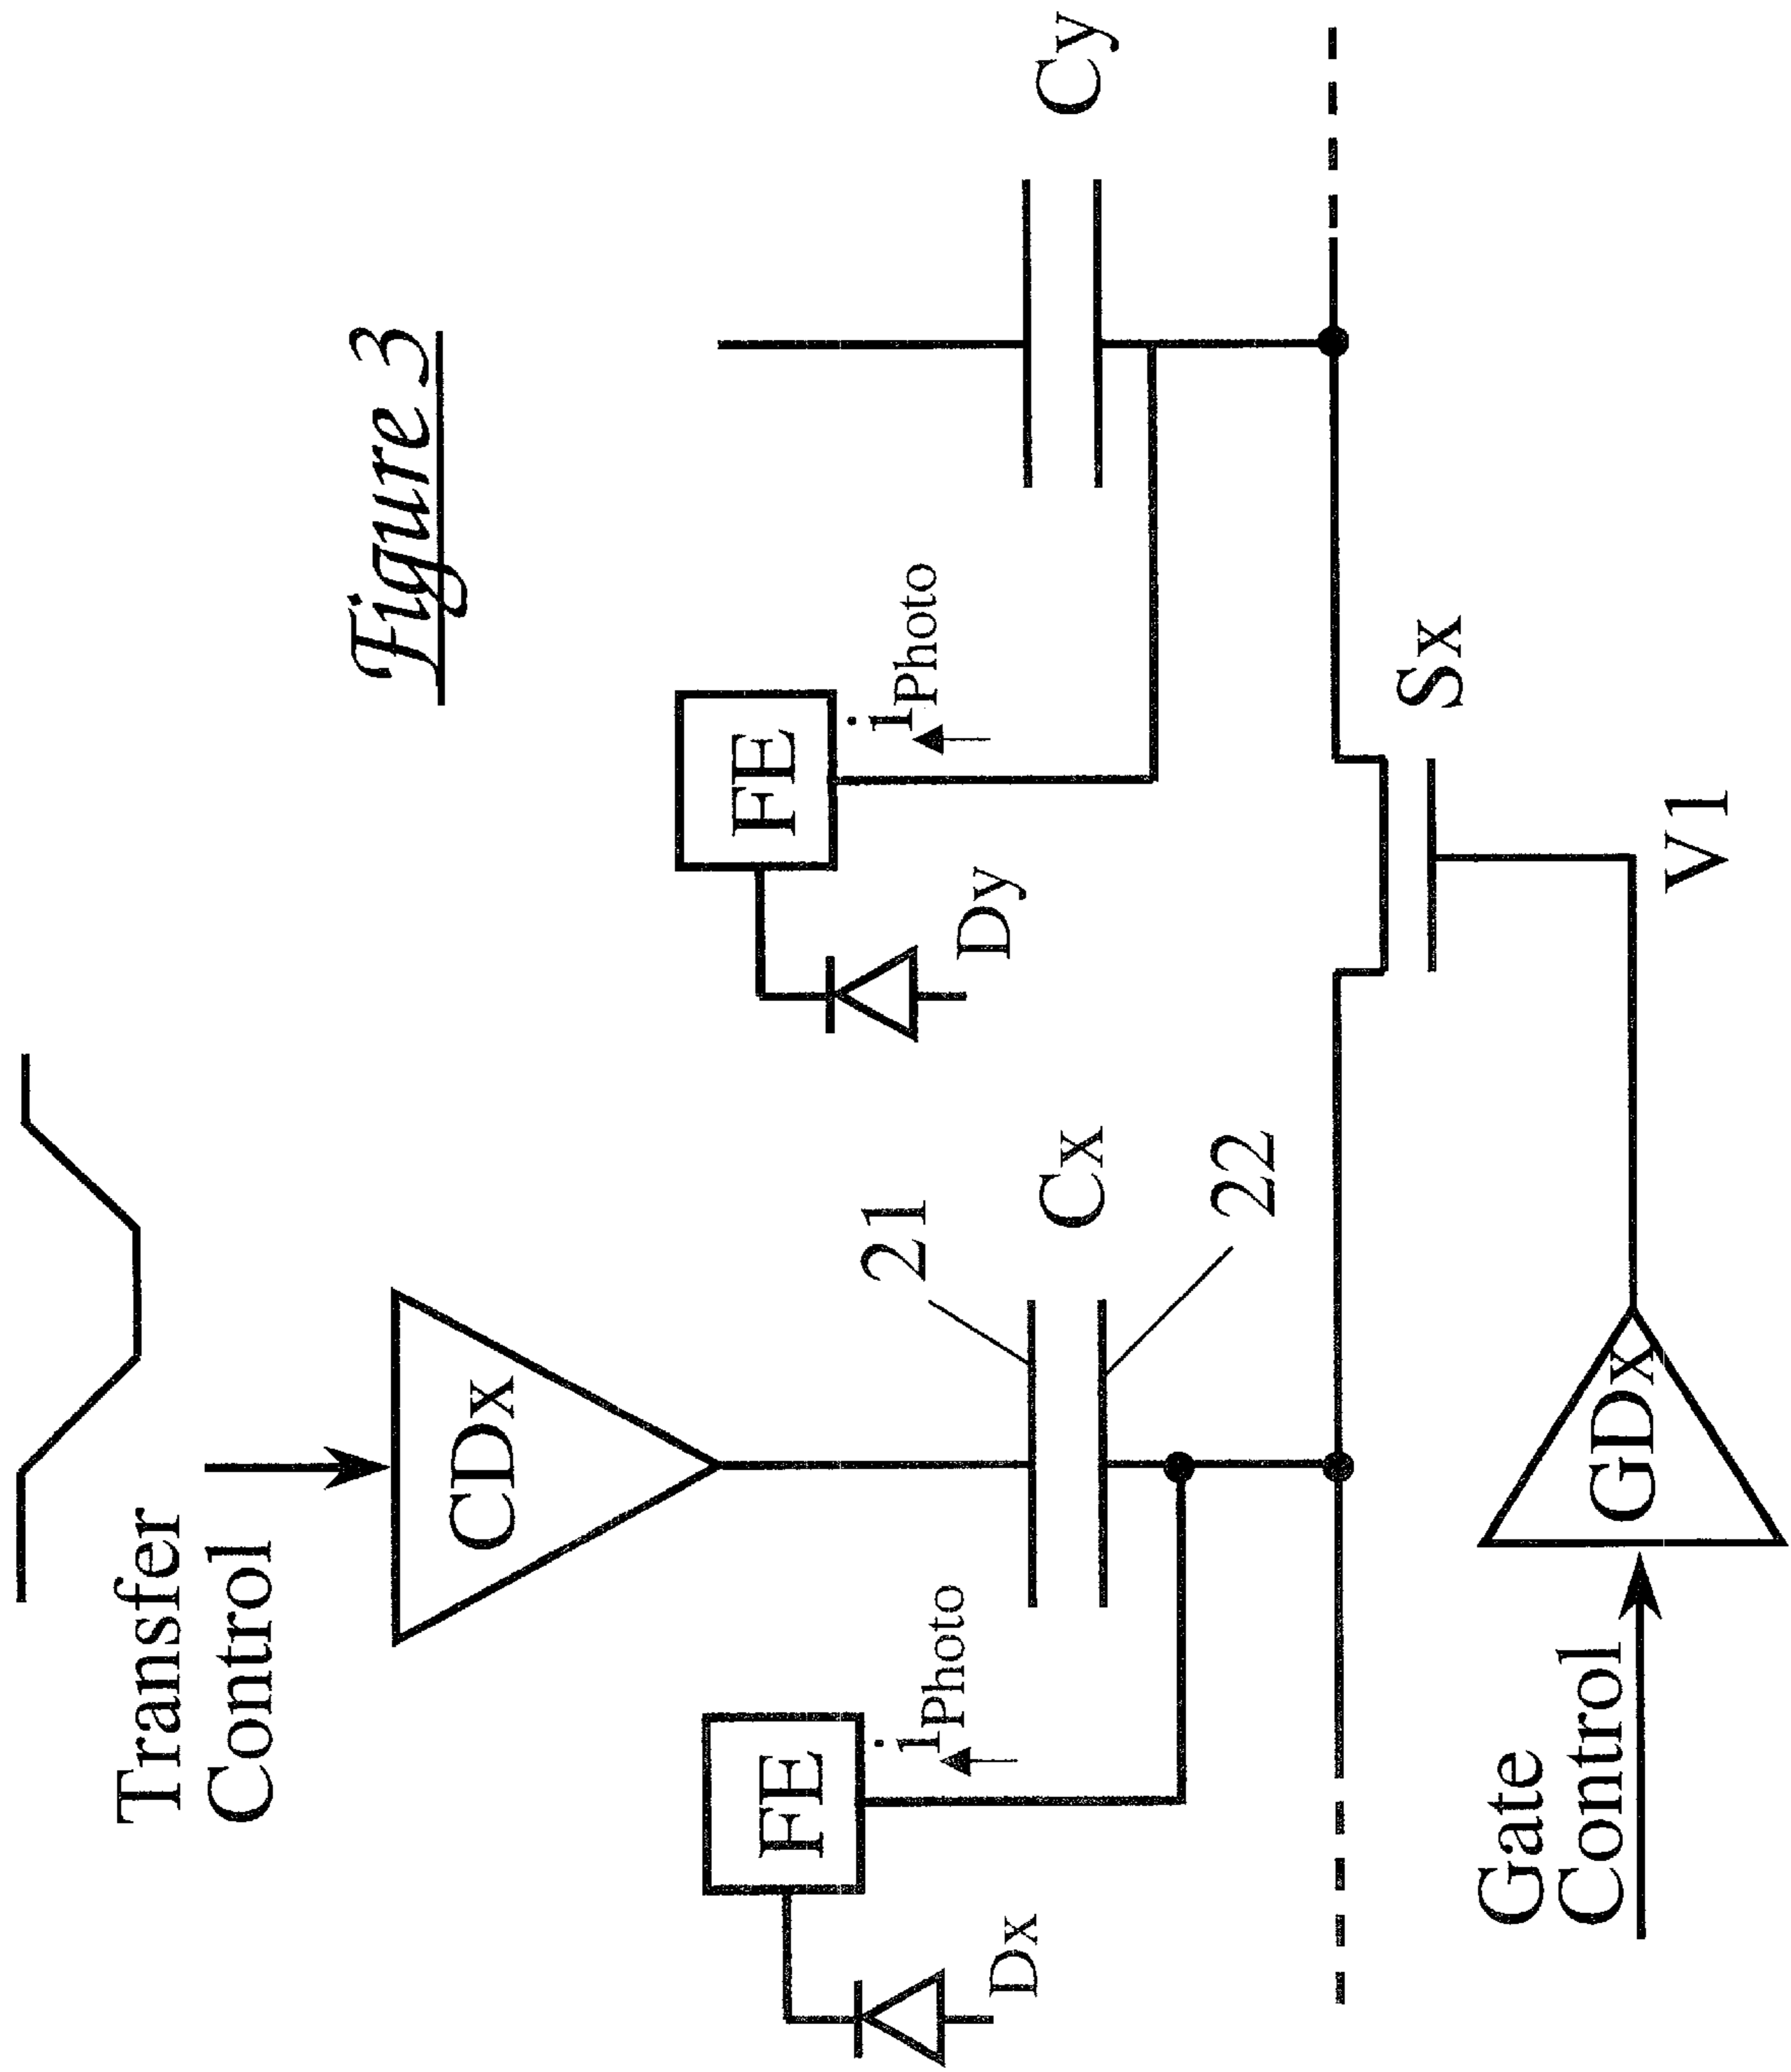 Transfer
Control
CDx
Figure 3
FE
iPhoto
Dx
21
Cx
22
FE
iPhoto
Dy
Cy
Sx
Gate
Control
GDx
V1